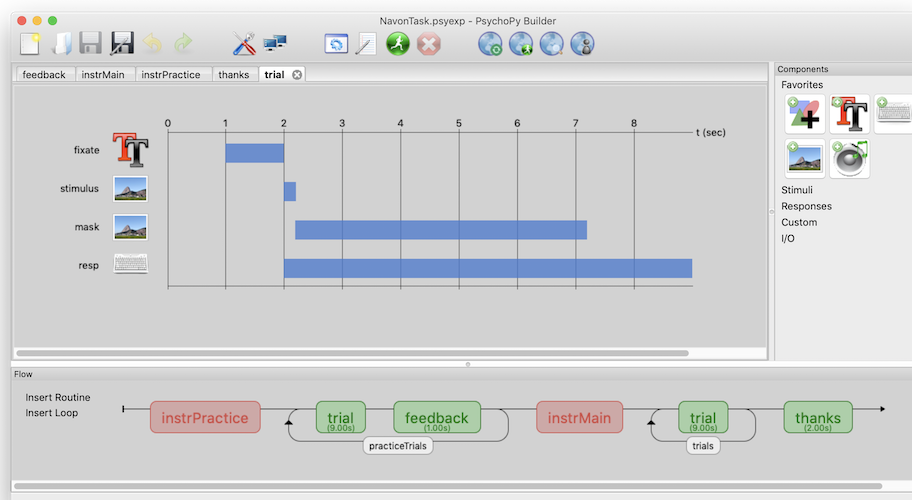 NavonTask.psyexp - PsychoPy Builder
feedback instrMain instrPractice thanks trial
Components
Favorites
Stimuli
Responses
Custom
I/O
0 1 2 3 4 5 6 7 8
t (sec)
fixate
stimulus
mask
resp
Flow
Insert Routine
Insert Loop
instrPractice
trial
(9.00s)
feedback
(1.00s)
practiceTrials
instrMain
trial
(9.00s)
trials
thanks
(2.00s)